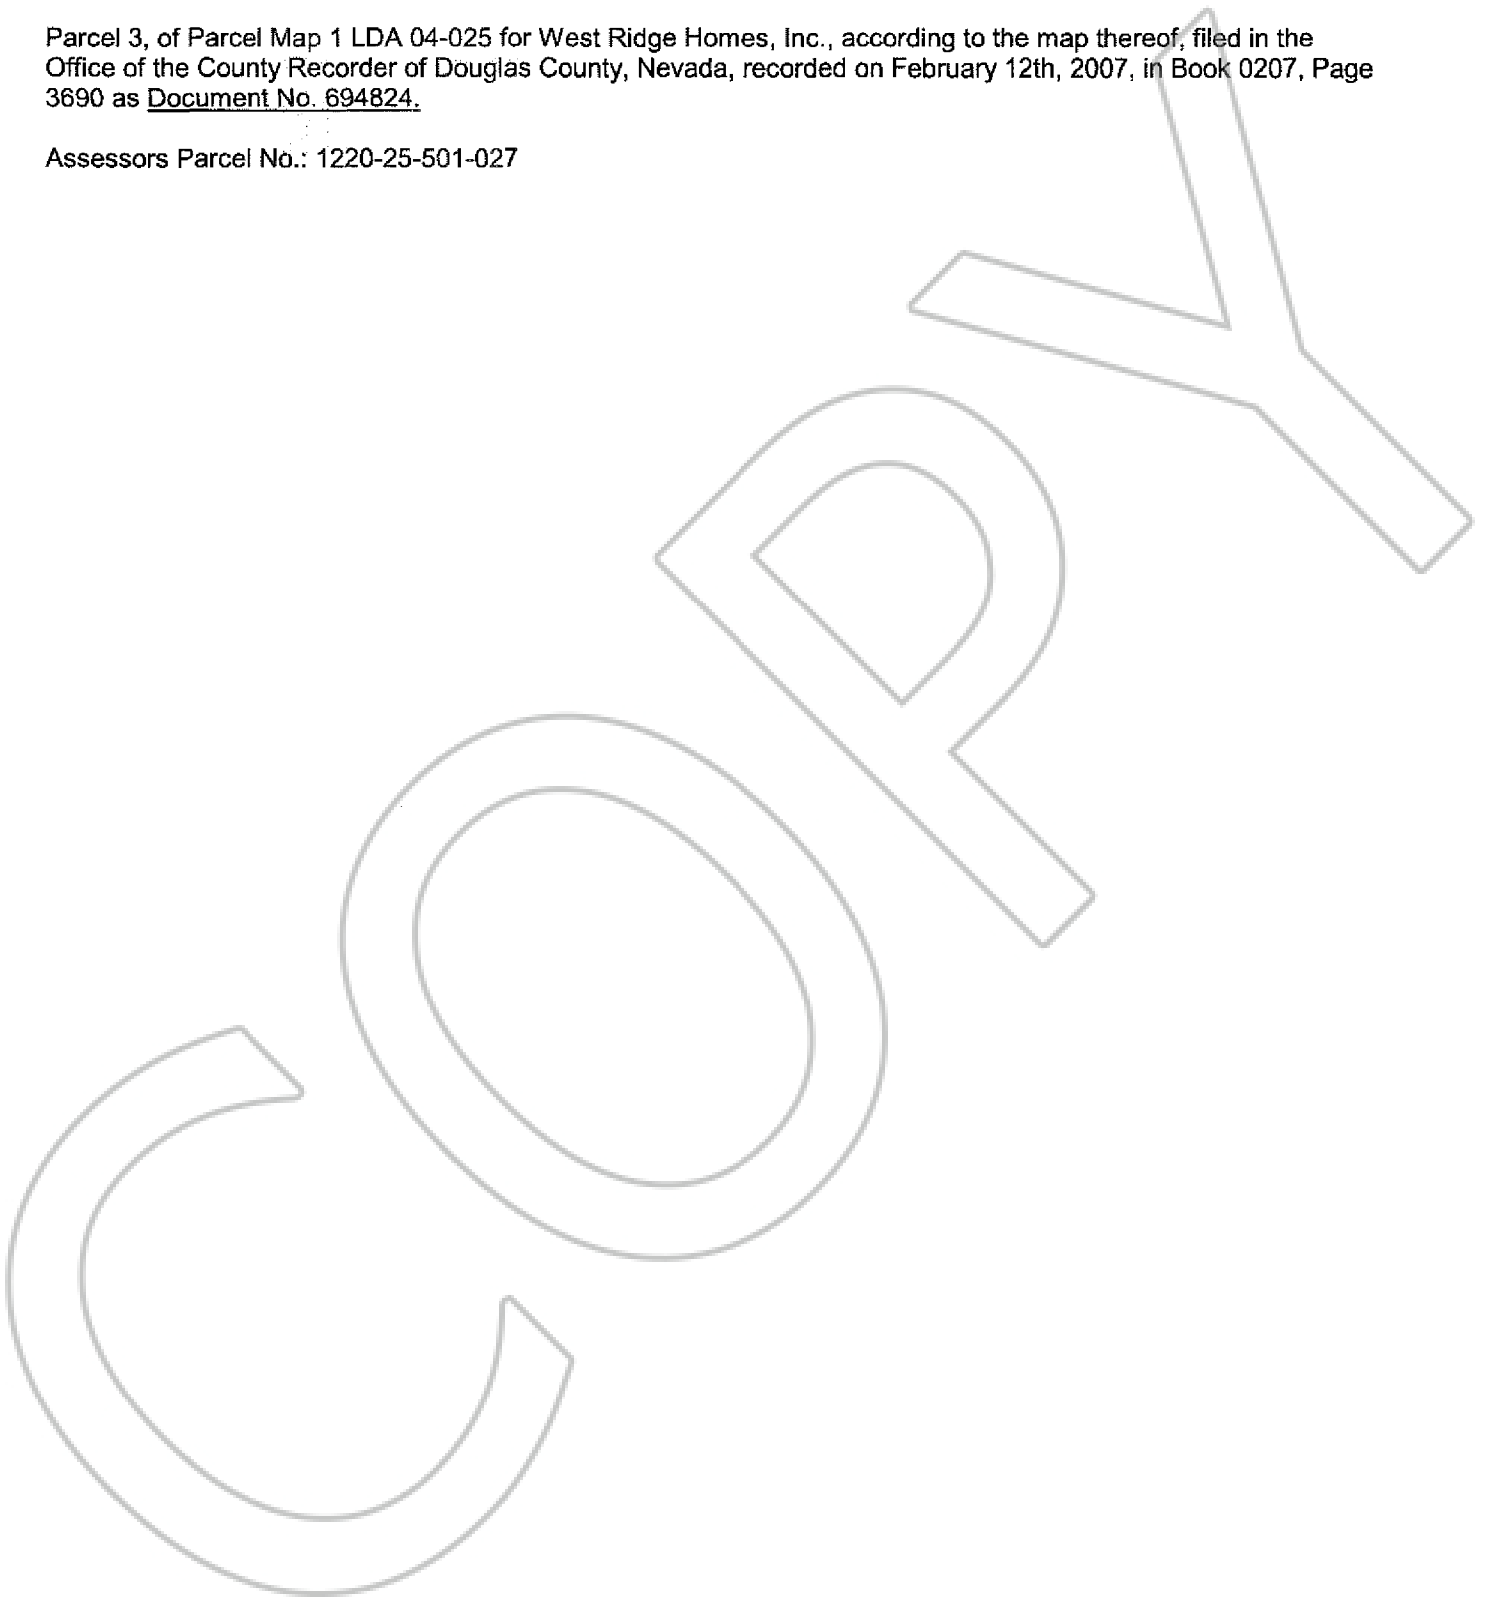 Parcel 3, of Parcel Map 1 LDA 04-025 for West Ridge Homes, Inc., according to the map thereof, filed in the
Office of the County Recorder of Douglas County, Nevada, recorded on February 12th, 2007, in Book 0207, Page
3690 as Document No. 694824.
Assessors Parcel No.: 1220-25-501-027
COPY